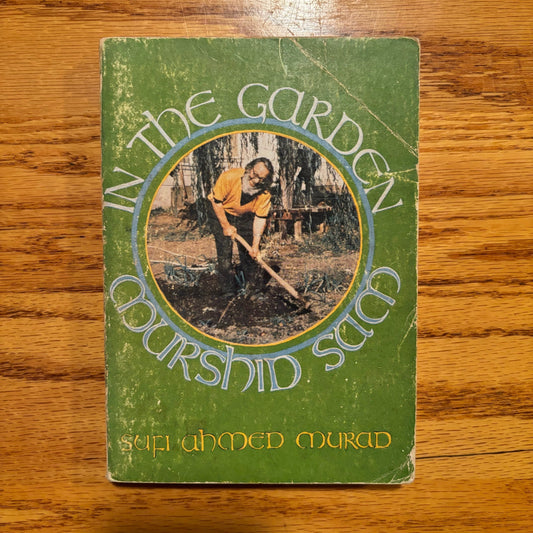 IN THE GARDEN
MURSHID SAM
SUFI AHMED MURAD